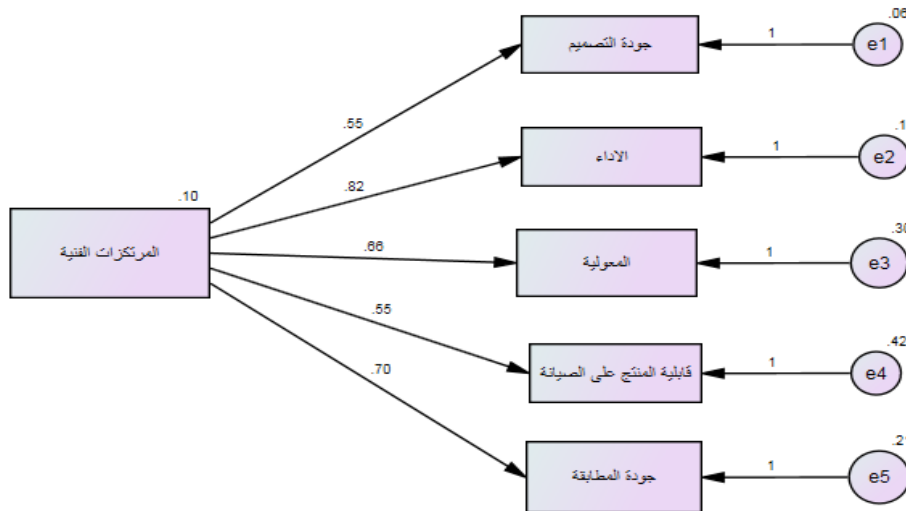 .06
جودة التصميم
1
e1
.55
.1
الاداء
1
e2
.82
.10
المرتكزات الفنية
.66
.30
المعولية
1
e3
.55
.42
قابلية المنتج على الصيانة
1
e4
.70
.21
جودة المطابقة
1
e5